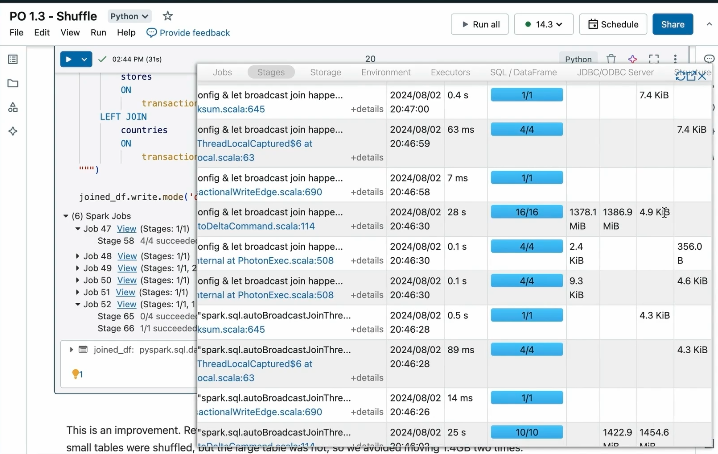 PO 1.3 - Shuffle
Python
Run all
14.3
Schedule
Share
File Edit View Run Help Provide feedback
02:44 PM (31s)
20
Python
stores
ON
transactio
LEFT JOIN
countries
ON
transactio
""")
joined_df.write.mode('
(6) Spark Jobs
Job 47 View (Stages: 1/1)
Stage 58 4/4 succeede
Job 48 View (Stages: 1/1)
Job 49 View (Stages: 1/1, 2
Job 50 View (Stages: 1/1)
Job 51 View (Stages: 1/1)
Job 52 View (Stages: 1/1, 1
Stage 65 0/4 succeede
Stage 66 1/1 succeede
joined_df: pyspark.sql.da
1
This is an improvement. Re
small tables were shuffled, but the large table was not, so we avoided moving 1.4GB two times.
Jobs Stages Storage Environment Executors SQL / DataFrame JDBC/ODBC Server
onfig & let broadcast join happe... 2024/08/02 0.4 s 1/1 7.4 KiB
ksum.scala:645 +details 20:47:00
onfig & let broadcast join happe... 2024/08/02 63 ms 4/4 7.4 KiB
ThreadLocalCaptured$6 at 20:46:59
ocal.scala:63 +details
onfig & let broadcast join happe... 2024/08/02 7 ms 1/1
actionalWriteEdge.scala:690 +details 20:46:58
onfig & let broadcast join happe... 2024/08/02 28 s 16/16 1378.1 1386.9 4.9 KiB
toDeltaCommand.scala:114 +details 20:46:30 MiB MiB
onfig & let broadcast join happe... 2024/08/02 0.1 s 4/4 2.4 356.0
nternal at PhotonExec.scala:508 +details 20:46:30 KiB B
onfig & let broadcast join happe... 2024/08/02 0.1 s 4/4 9.3 4.6 KiB
nternal at PhotonExec.scala:508 +details 20:46:30 KiB
"spark.sql.autoBroadcastJoinThre... 2024/08/02 0.5 s 1/1 4.3 KiB
ksum.scala:645 +details 20:46:28
"spark.sql.autoBroadcastJoinThre... 2024/08/02 89 ms 4/4 4.3 KiB
ThreadLocalCaptured$6 at 20:46:28
ocal.scala:63 +details
"spark.sql.autoBroadcastJoinThre... 2024/08/02 14 ms 1/1
actionalWriteEdge.scala:690 +details 20:46:26
"spark.sql.autoBroadcastJoinThre... 2024/08/02 25 s 10/10 1422.9 1454.6
toDeltaCommand.scala:114 +details 20:46:02 MiB MiB